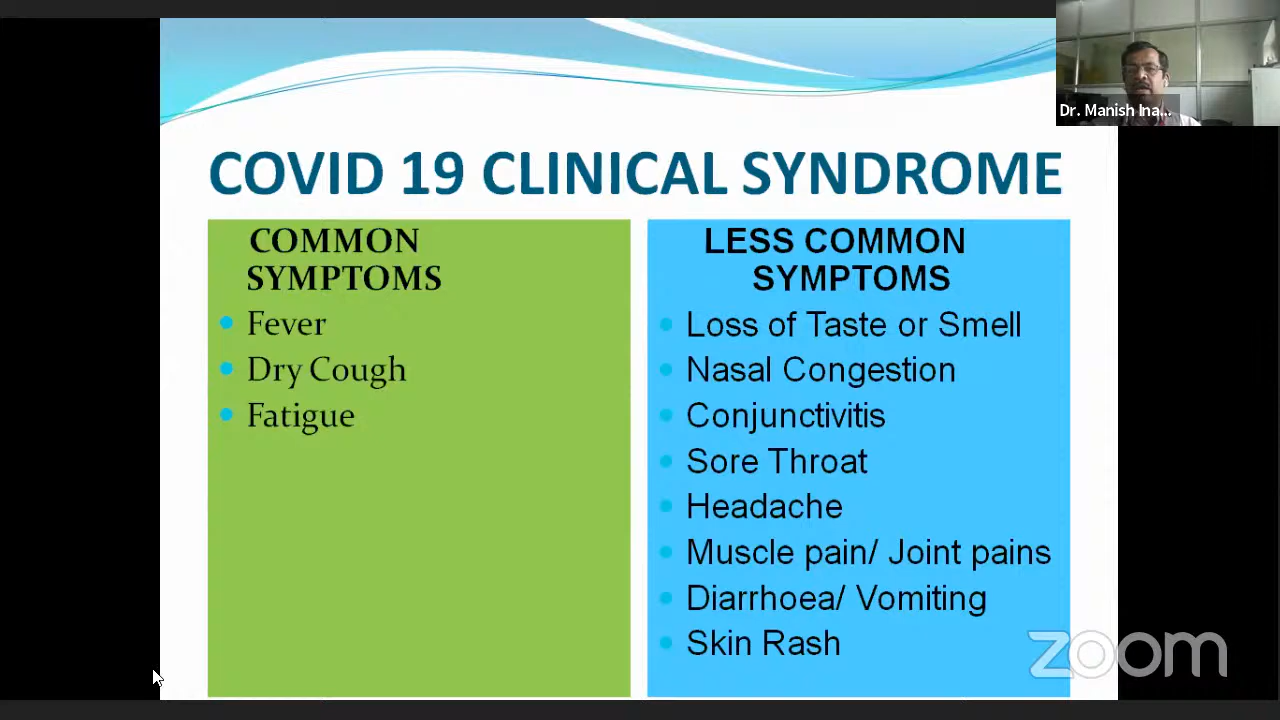 Dr. Manish Ina...
COVID 19 CLINICAL SYNDROME
COMMON
SYMPTOMS
Fever
Dry Cough
Fatigue
LESS COMMON
SYMPTOMS
Loss of Taste or Smell
Nasal Congestion
Conjunctivitis
Sore Throat
Headache
Muscle pain/ Joint pains
Diarrhoea/ Vomiting
Skin Rash
zoom